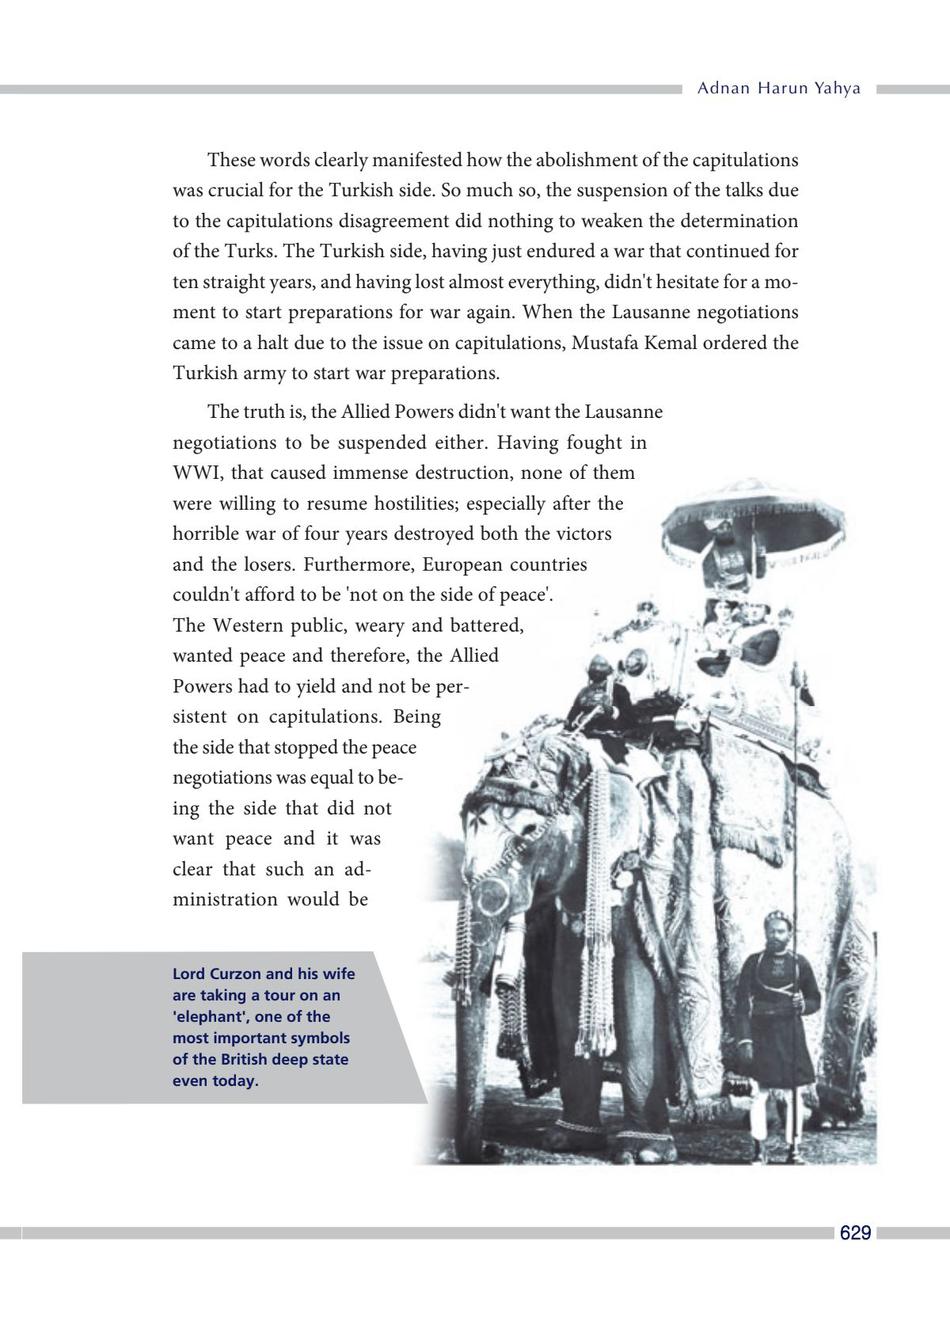 Adnan Harun Yahya
These words clearly manifested how the abolishment of the capitulations
was crucial for the Turkish side. So much so, the suspension of the talks due
to the capitulations disagreement did nothing to weaken the determination
of the Turks. The Turkish side, having just endured a war that continued for
ten straight years, and having lost almost everything, didn't hesitate for a mo-
ment to start preparations for war again. When the Lausanne negotiations
came to a halt due to the issue on capitulations, Mustafa Kemal ordered the
Turkish army to start war preparations.
The truth is, the Allied Powers didn't want the Lausanne
negotiations to be suspended either. Having fought in
WWI, that caused immense destruction, none of them
were willing to resume hostilities; especially after the
horrible war of four years destroyed both the victors
and the losers. Furthermore, European countries
couldn't afford to be 'not on the side of peace'.
The Western public, weary and battered,
wanted peace and therefore, the Allied
Powers had to yield and not be per-
sistent on capitulations. Being
the side that stopped the peace
negotiations was equal to be-
ing the side that did not
want peace and it was
clear that such an ad-
ministration would be
Lord Curzon and his wife
are taking a tour on an
'elephant', one of the
most important symbols
of the British deep state
even today.
629